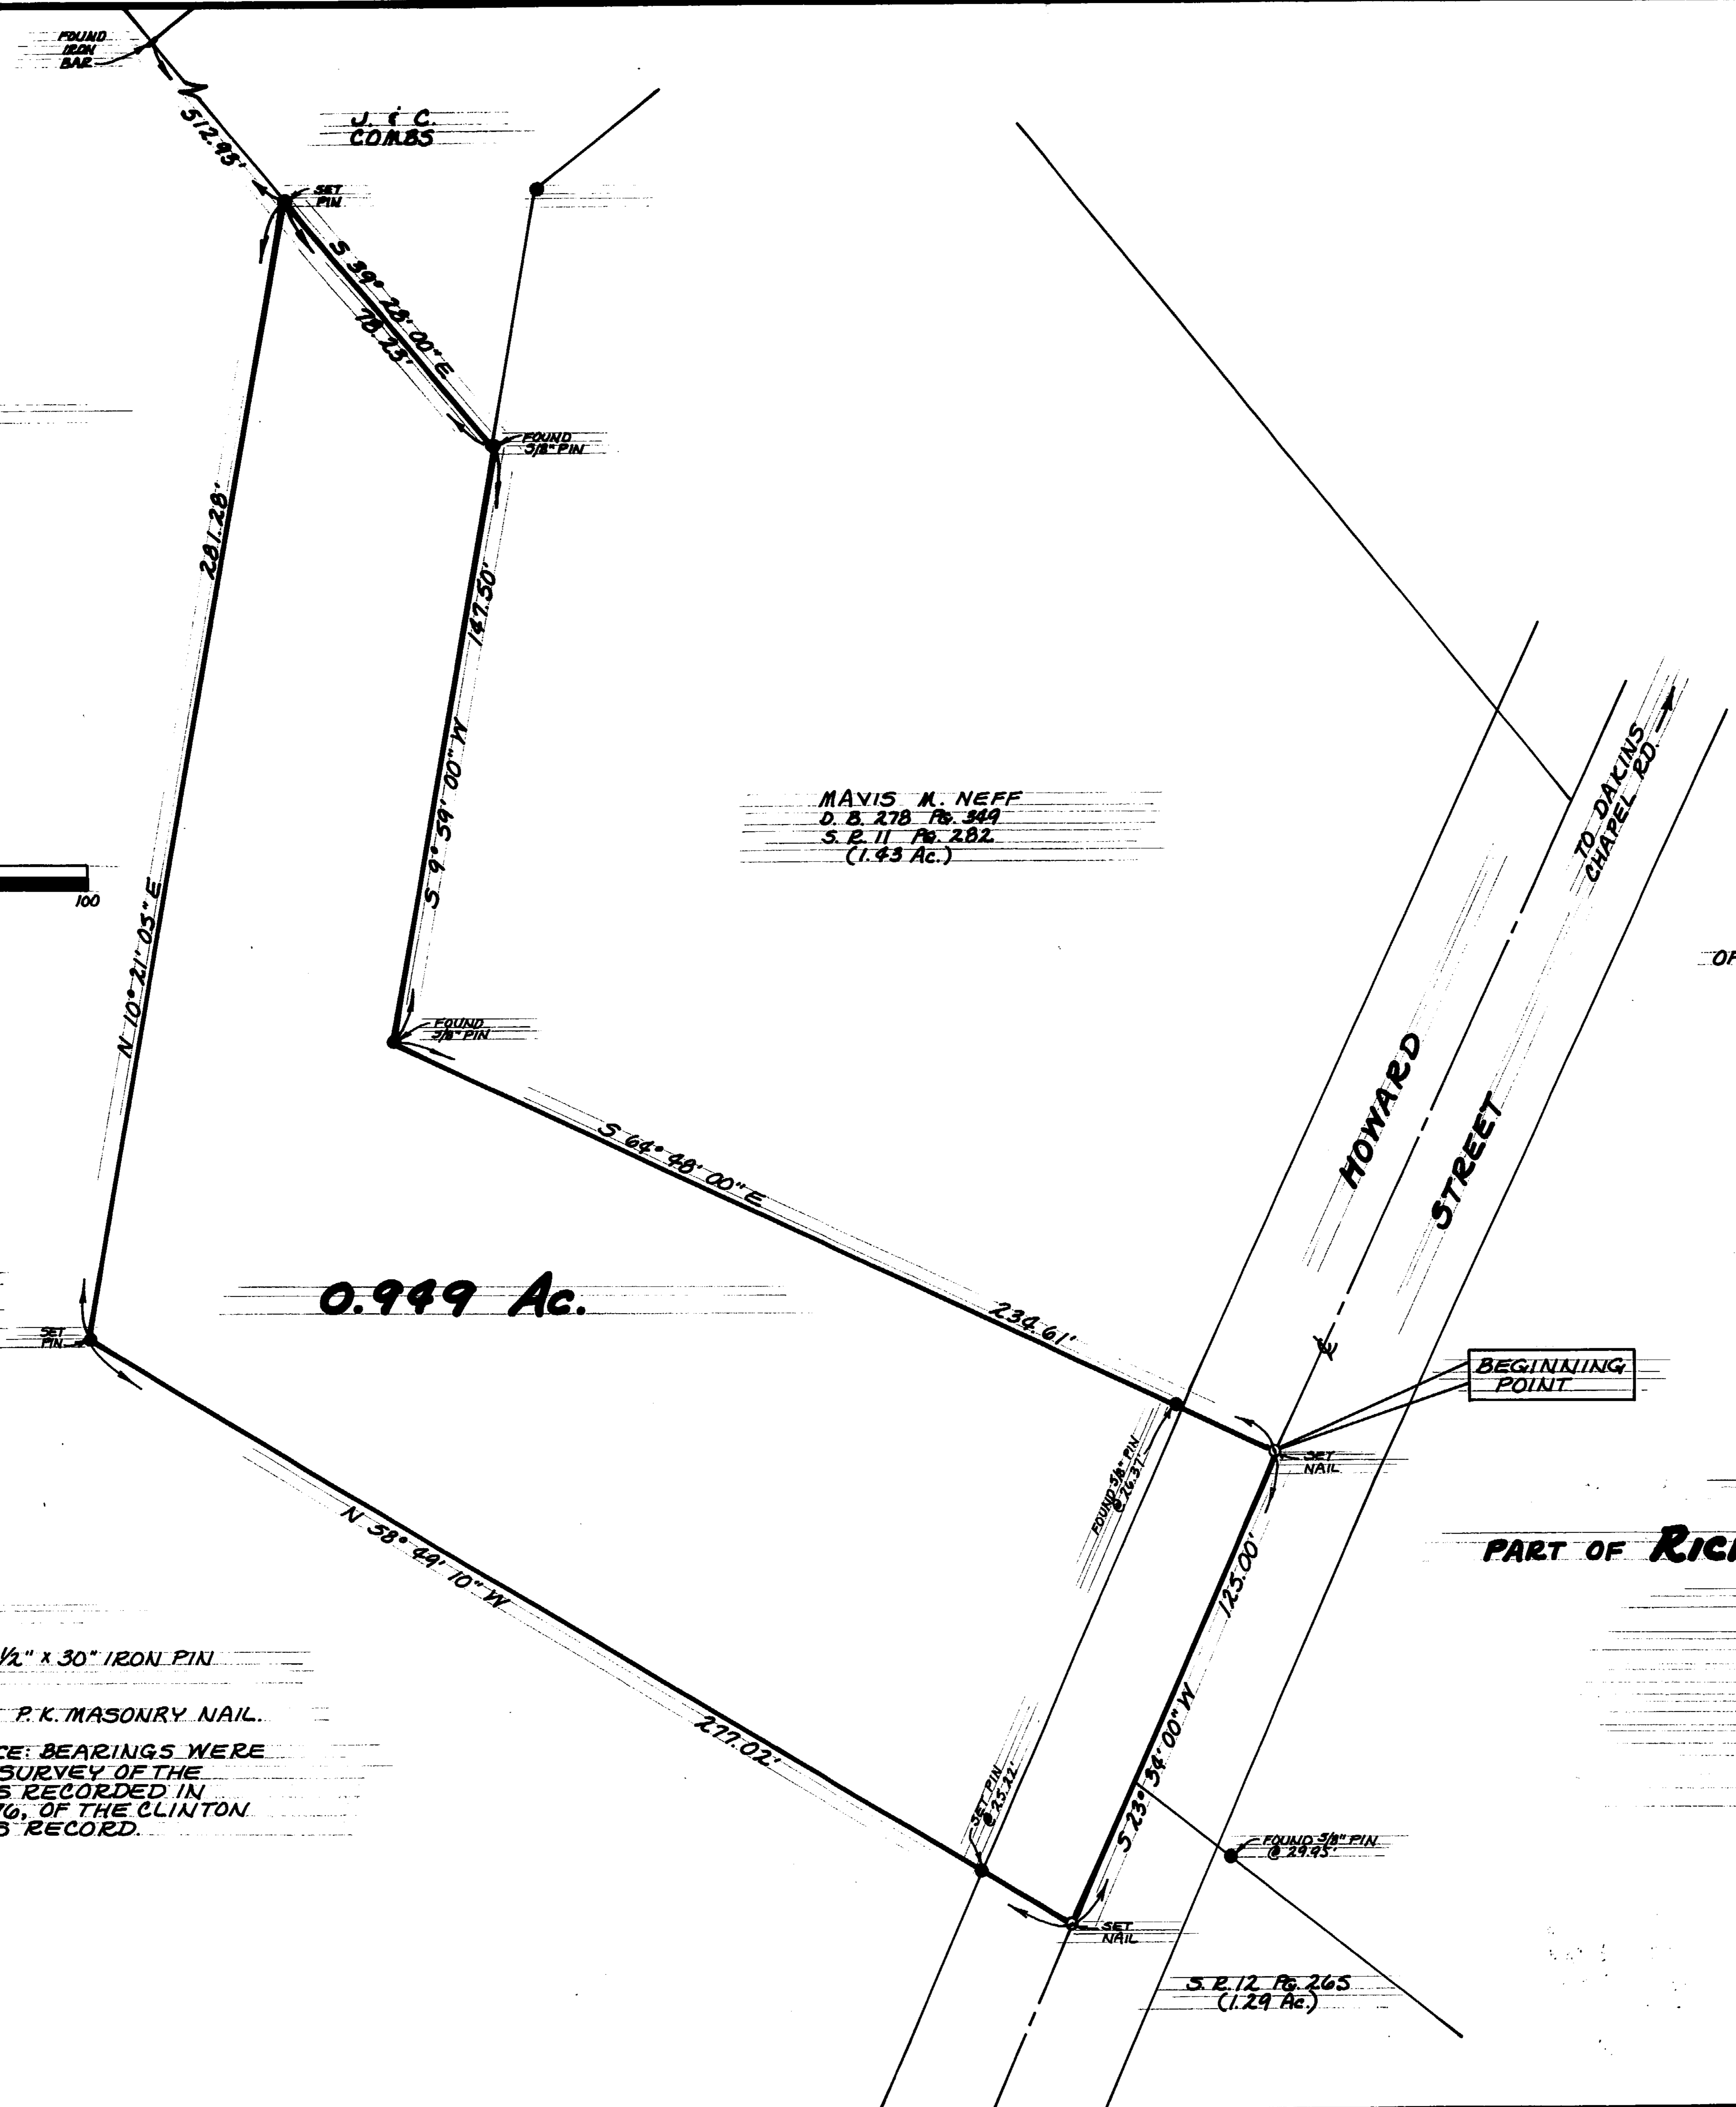 FOUND
IRON
BAR
J. & C.
COMBS
512.93'
SET
PIN
S 39° 28' 00" E
78.23'
FOUND
5/8" PIN
281.28'
N 10° 21' 05" E
147.50'
S 9° 59' 00" W
MAVIS M. NEFF
D. B. 278 PG. 349
S. R. 11 PG. 282
(1.43 Ac.)
TO DAKINS
CHAPEL RD.
100
OF
FOUND
5/8" PIN
HOWARD
STREET
S 64° 48' 00" E
234.61'
0.949 Ac.
SET
PIN
BEGINNING
POINT
SET
NAIL
FOUND 5/8" PIN
@ 26.37'
125.00'
S 23° 34' 00" W
N 58° 49' 10" W
277.02'
PART OF RICH
1/2" x 30" IRON PIN
P.K. MASONRY NAIL.
CE: BEARINGS WERE
SURVEY OF THE
S RECORDED IN
76, OF THE CLINTON
S RECORD.
SET PIN
@ 25.22'
FOUND 5/8" PIN
@ 29.95'
SET
NAIL
S. R. 12 PG. 265
(1.29 Ac.)